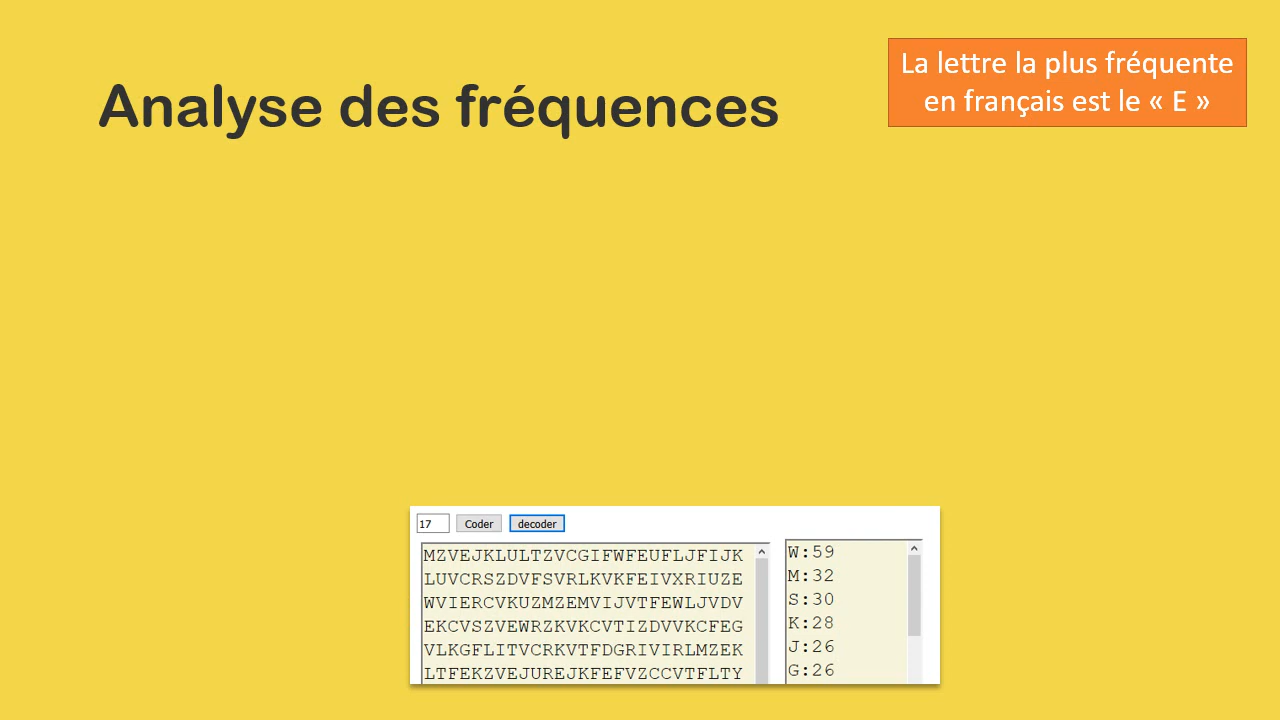 Analyse des fréquences
La lettre la plus fréquente
en français est le « E »
17 Coder decoder
MZVEJKLULTZVCGIFWFEUFLJFIJK
LUVCRSZDVFSVRLKVKFEIVXRIUZE
WVIERCVKUZMZEMVIJVTFEWLJVDV
EKCVSZVEWRZKVKCVTIZDVVKCFEG
VLKGFLITVCRKVTFDGRIVIRLMZEK
LTFEKZVEJUREJKFEFVZCCVTFLTY
W:59
M:32
S:30
K:28
J:26
G:26